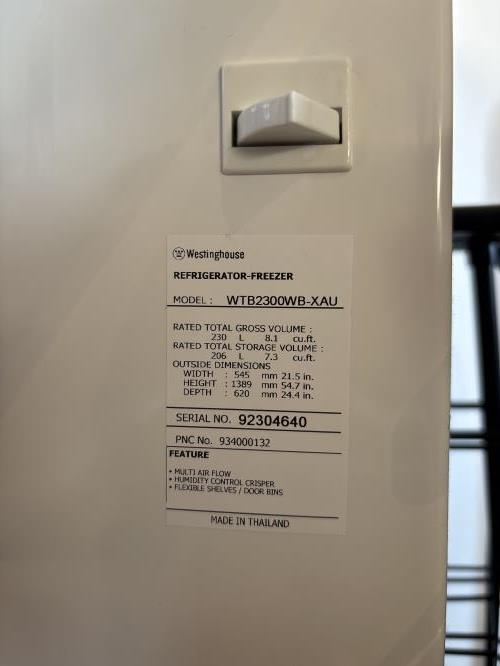 Westinghouse
REFRIGERATOR-FREEZER
MODEL : WTB2300WB-XAU
RATED TOTAL GROSS VOLUME :
230 L 8.1 cu.ft.
RATED TOTAL STORAGE VOLUME :
206 L 7.3 cu.ft.
OUTSIDE DIMENSIONS
WIDTH : 545 mm 21.5 in.
HEIGHT : 1389 mm 54.7 in.
DEPTH : 620 mm 24.4 in.
SERIAL NO. 92304640
PNC No. 934000132
FEATURE
• MULTI AIR FLOW
• HUMIDITY CONTROL CRISPER
• FLEXIBLE SHELVES / DOOR BINS
MADE IN THAILAND